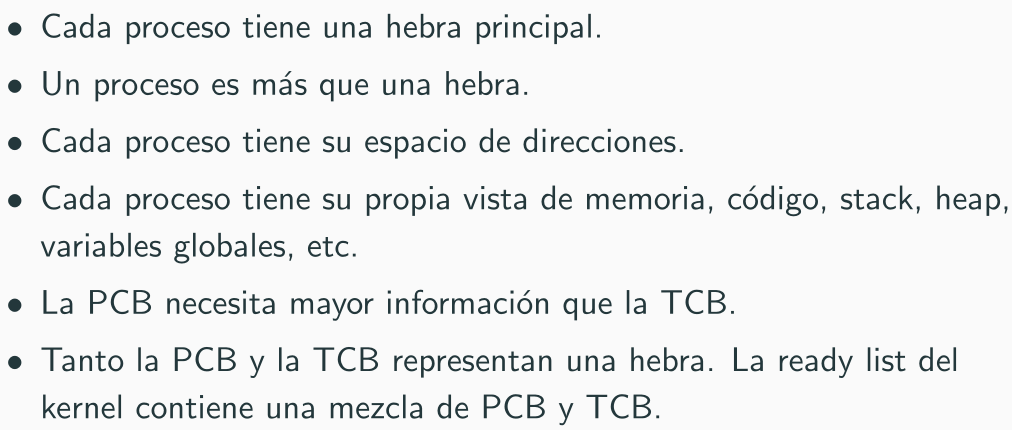 • Cada proceso tiene una hebra principal.
• Un proceso es más que una hebra.
• Cada proceso tiene su espacio de direcciones.
• Cada proceso tiene su propia vista de memoria, código, stack, heap,
variables globales, etc.
• La PCB necesita mayor información que la TCB.
• Tanto la PCB y la TCB representan una hebra. La ready list del
kernel contiene una mezcla de PCB y TCB.